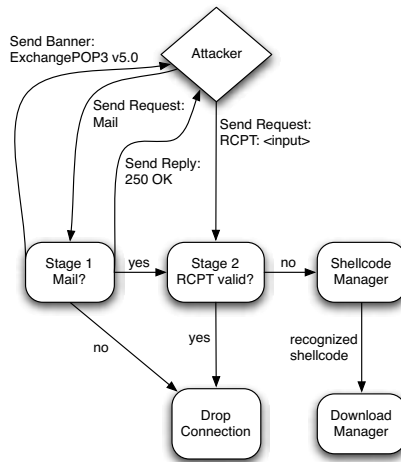 Send Banner:
ExchangePOP3 v5.0
Attacker
Send Request:
Mail
Send Request:
RCPT: <input>
Send Reply:
250 OK
Stage 1
Mail?
yes
Stage 2
RCPT valid?
no
Shellcode
Manager
no
yes
recognized
shellcode
Drop
Connection
Download
Manager